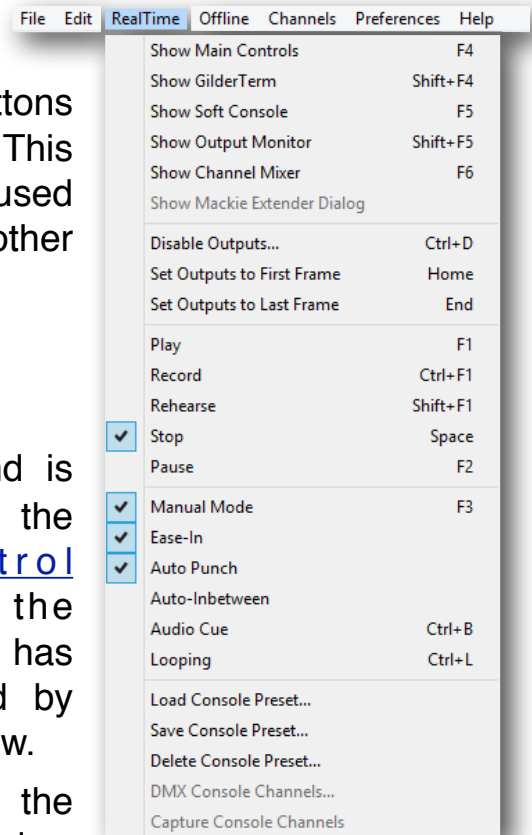 File Edit RealTime Offline Channels Preferences Help
Show Main Controls F4
Show GilderTerm Shift+F4
Show Soft Console F5
Show Output Monitor Shift+F5
Show Channel Mixer F6
Show Mackie Extender Dialog
Disable Outputs... Ctrl+D
Set Outputs to First Frame Home
Set Outputs to Last Frame End
Play F1
Record Ctrl+F1
Rehearse Shift+F1
Stop Space
Pause F2
Manual Mode F3
Ease-In
Auto Punch
Auto-Inbetween
Audio Cue Ctrl+B
Looping Ctrl+L
Load Console Preset...
Save Console Preset...
Delete Console Preset...
DMX Console Channels...
Capture Console Channels
ttons
This
used
other
nd is
the
trol
the
has
d by
w.
the